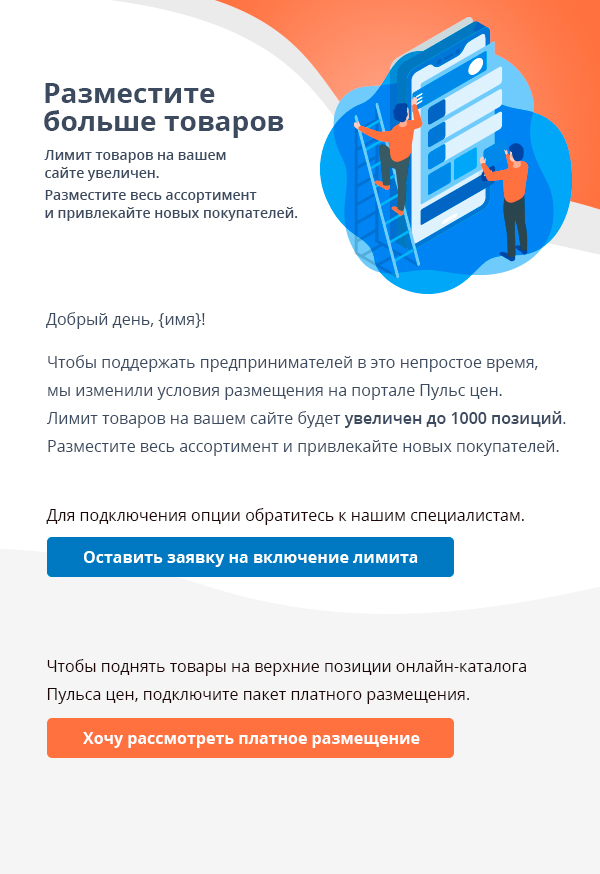 Разместите
больше товаров
Лимит товаров на вашем
сайте увеличен.
Разместите весь ассортимент
и привлекайте новых покупателей.
Добрый день, {имя}!
Чтобы поддержать предпринимателей в это непростое время,
мы изменили условия размещения на портале Пульс цен.
Лимит товаров на вашем сайте будет увеличен до 1000 позиций.
Разместите весь ассортимент и привлекайте новых покупателей.
Для подключения опции обратитесь к нашим специалистам.
Оставить заявку на включение лимита
Чтобы поднять товары на верхние позиции онлайн-каталога
Пульса цен, подключите пакет платного размещения.
Хочу рассмотреть платное размещение